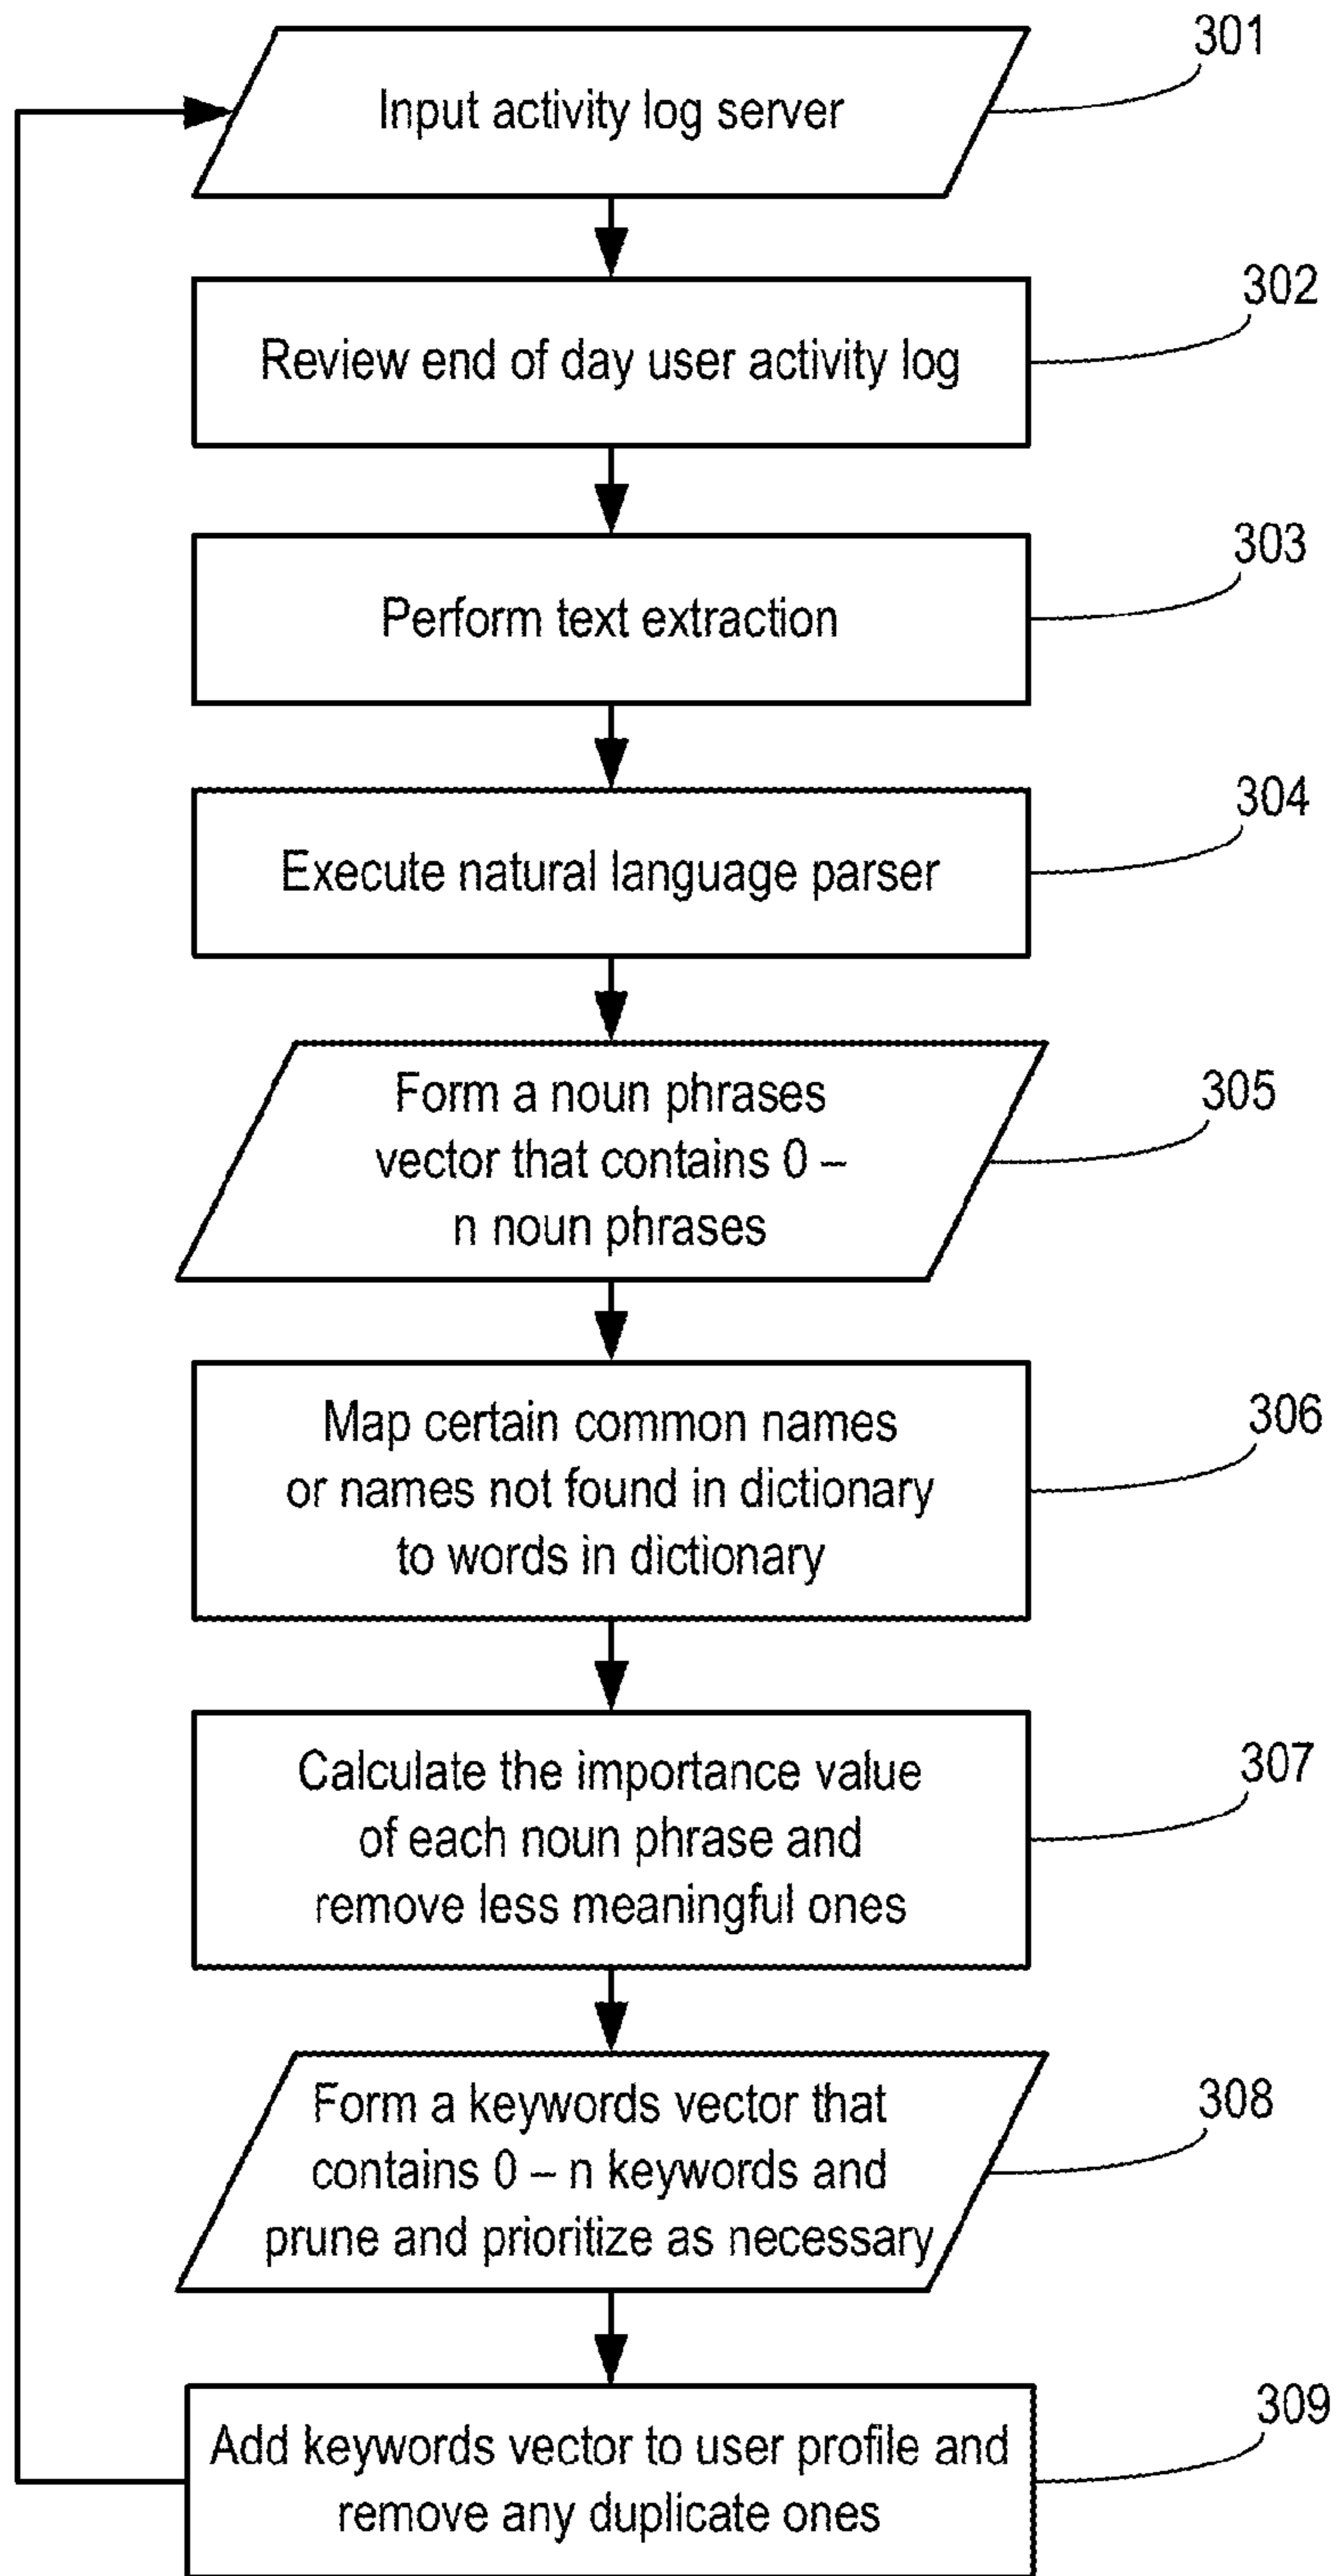 301
Input activity log server
302
Review end of day user activity log
303
Perform text extraction
304
Execute natural language parser
305
Form a noun phrases
vector that contains 0 –
n noun phrases
306
Map certain common names
or names not found in dictionary
to words in dictionary
307
Calculate the importance value
of each noun phrase and
remove less meaningful ones
308
Form a keywords vector that
contains 0 – n keywords and
prune and prioritize as necessary
309
Add keywords vector to user profile and
remove any duplicate ones